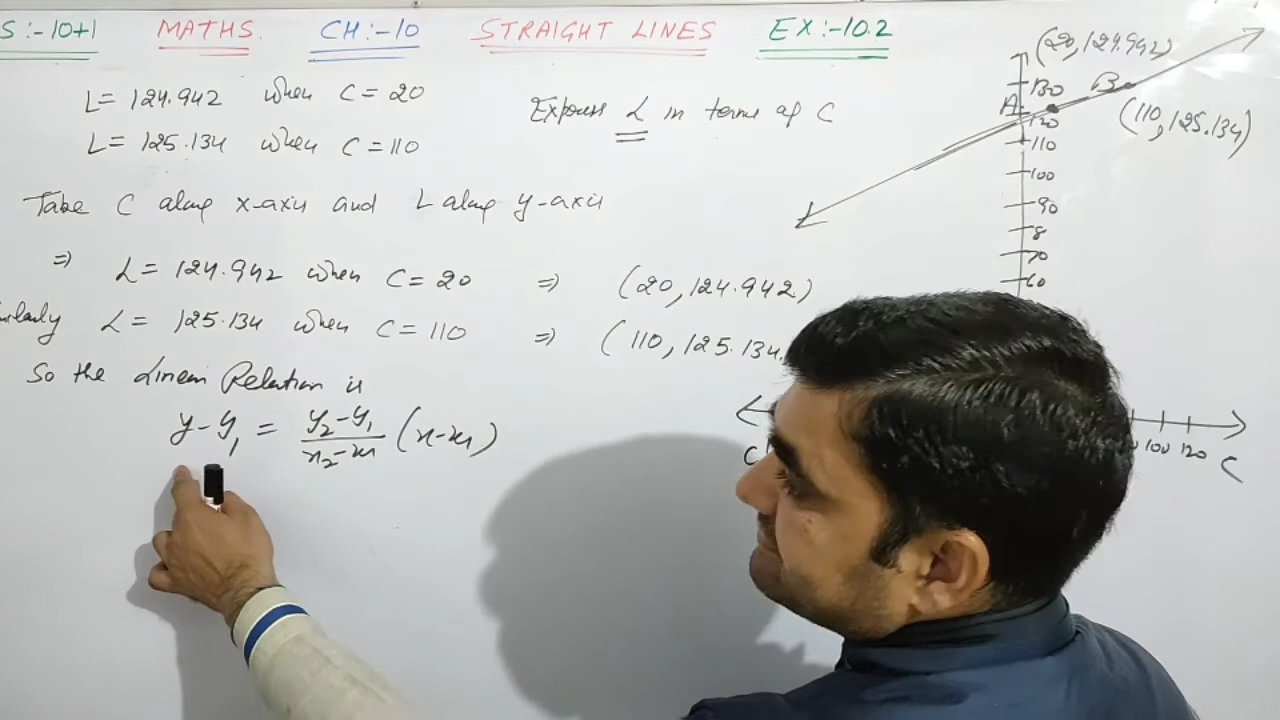 S :- 10+1 MATHS. CH:-10 STRAIGHT LINES EX:-10.2
L = 124.942 when C = 20
L = 125.134 when C = 110
Express L in terms of C
Take C along x-axis and L along y-axis
⇒ L = 124.942 when C = 20 ⇒ (20, 124.942)
L = 125.134 when C = 110 ⇒ (110, 125.134
So the Linear Relation is
y - y₁ = y₂-y₁/x₂-x₁ (x-x₁)
(20, 124.942)
130
A B
120
(110, 125.134)
110
100
90
8
70
60
100 120 C